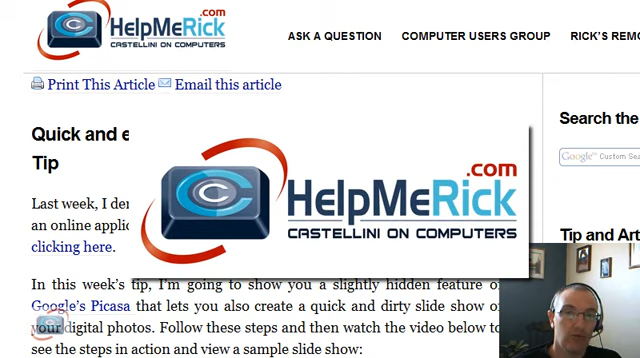 .com
HelpMeRick
CASTELLINI ON COMPUTERS
ASK A QUESTION
COMPUTER USERS GROUP
RICK'S REMO
Print This Article
Email this article
Search the
Google™ Custom Sea
Quick and e
Tip
Last week, I
an online
clicking here.
.com
HelpMeRick
CASTELLINI ON COMPUTERS
Tip and Art
In this week's tip, I'm going to show you a slightly hidden feature
Google's Picasa that lets you also create a quick and dirty slide show
your digital photos. Follow these steps and then watch the video below to
see the steps in action and view a sample slide show: